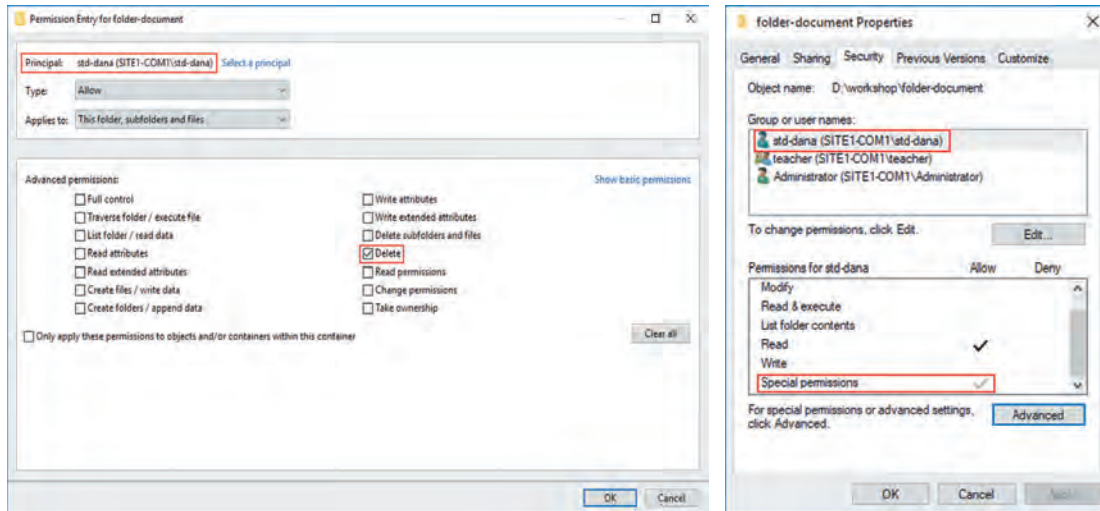 Permission Entry for folder-document
Principal: std-dana (SITE1-COM1\std-dana) Select a principal
Type: Allow
Applies to: This folder, subfolders and files
Advanced permissions: Show basic permissions
Full control
Traverse folder / execute file
List folder / read data
Read attributes
Read extended attributes
Create files / write data
Create folders / append data
Write attributes
Write extended attributes
Delete subfolders and files
Delete
Read permissions
Change permissions
Take ownership
Only apply these permissions to objects and/or containers within this container
Clear all
OK Cancel
folder-document Properties
General Sharing Security Previous Versions Customize
Object name: D:\workshop\folder-document
Group or user names:
std-dana (SITE1-COM1\std-dana)
teacher (SITE1-COM1\teacher)
Administrator (SITE1-COM1\Administrator)
To change permissions, click Edit.
Edit...
Permissions for std-dana Allow Deny
Modify
Read & execute
List folder contents
Read
Write
Special permissions
For special permissions or advanced settings,
click Advanced.
Advanced
OK Cancel